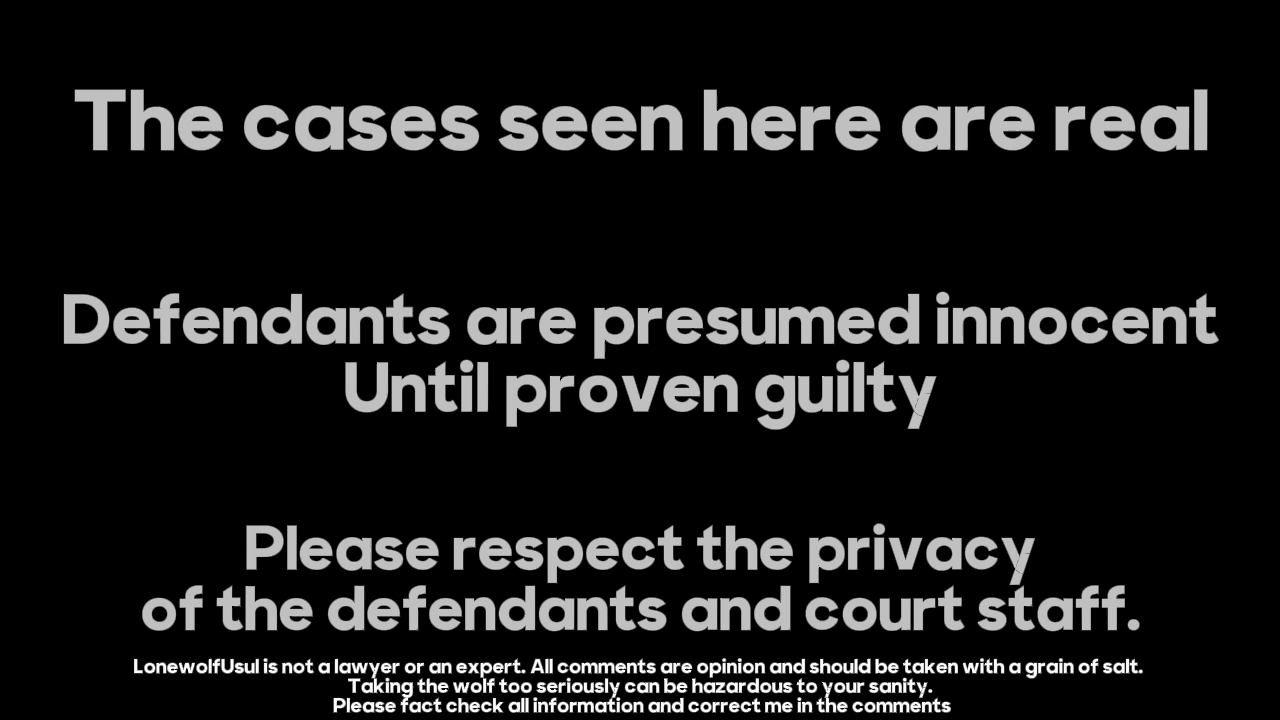 The cases seen here are real
Defendants are presumed innocent
Until proven guilty
Please respect the privacy
of the defendants and court staff.
LonewolfUsul is not a lawyer or an expert. All comments are opinion and should be taken with a grain of salt.
Taking the wolf too seriously can be hazardous to your sanity.
Please fact check all information and correct me in the comments